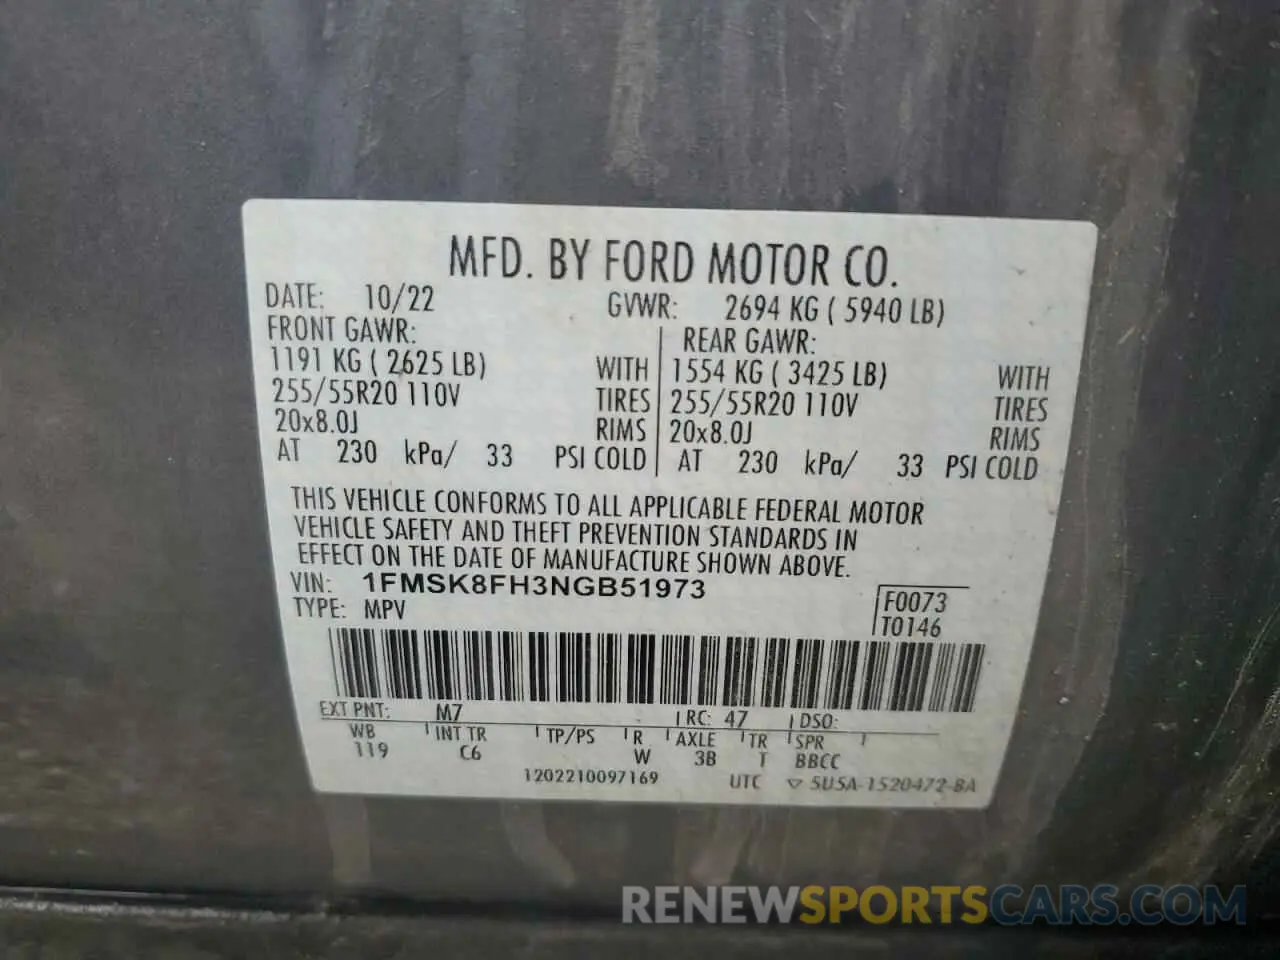 MFD. BY FORD MOTOR CO.
DATE: 10/22 GVWR: 2694 KG ( 5940 LB)
FRONT GAWR: REAR GAWR:
1191 KG ( 2625 LB) WITH 1554 KG ( 3425 LB) WITH
255/55R20 110V TIRES 255/55R20 110V TIRES
20x8.0J RIMS 20x8.0J RIMS
AT 230 kPa/ 33 PSI COLD AT 230 kPa/ 33 PSI COLD
THIS VEHICLE CONFORMS TO ALL APPLICABLE FEDERAL MOTOR
VEHICLE SAFETY AND THEFT PREVENTION STANDARDS IN
EFFECT ON THE DATE OF MANUFACTURE SHOWN ABOVE.
VIN: 1FMSK8FH3NGB51973 F0073
TYPE: MPV T0146
EXT PNT: M7 RC: 47 DSO:
WB INT TR TP/PS R AXLE TR SPR
119 C6 W 3B T BBCC
1202210097169 UTC ▽ 5U5A-1520472-BA
RENEWSPORTSCARS.COM